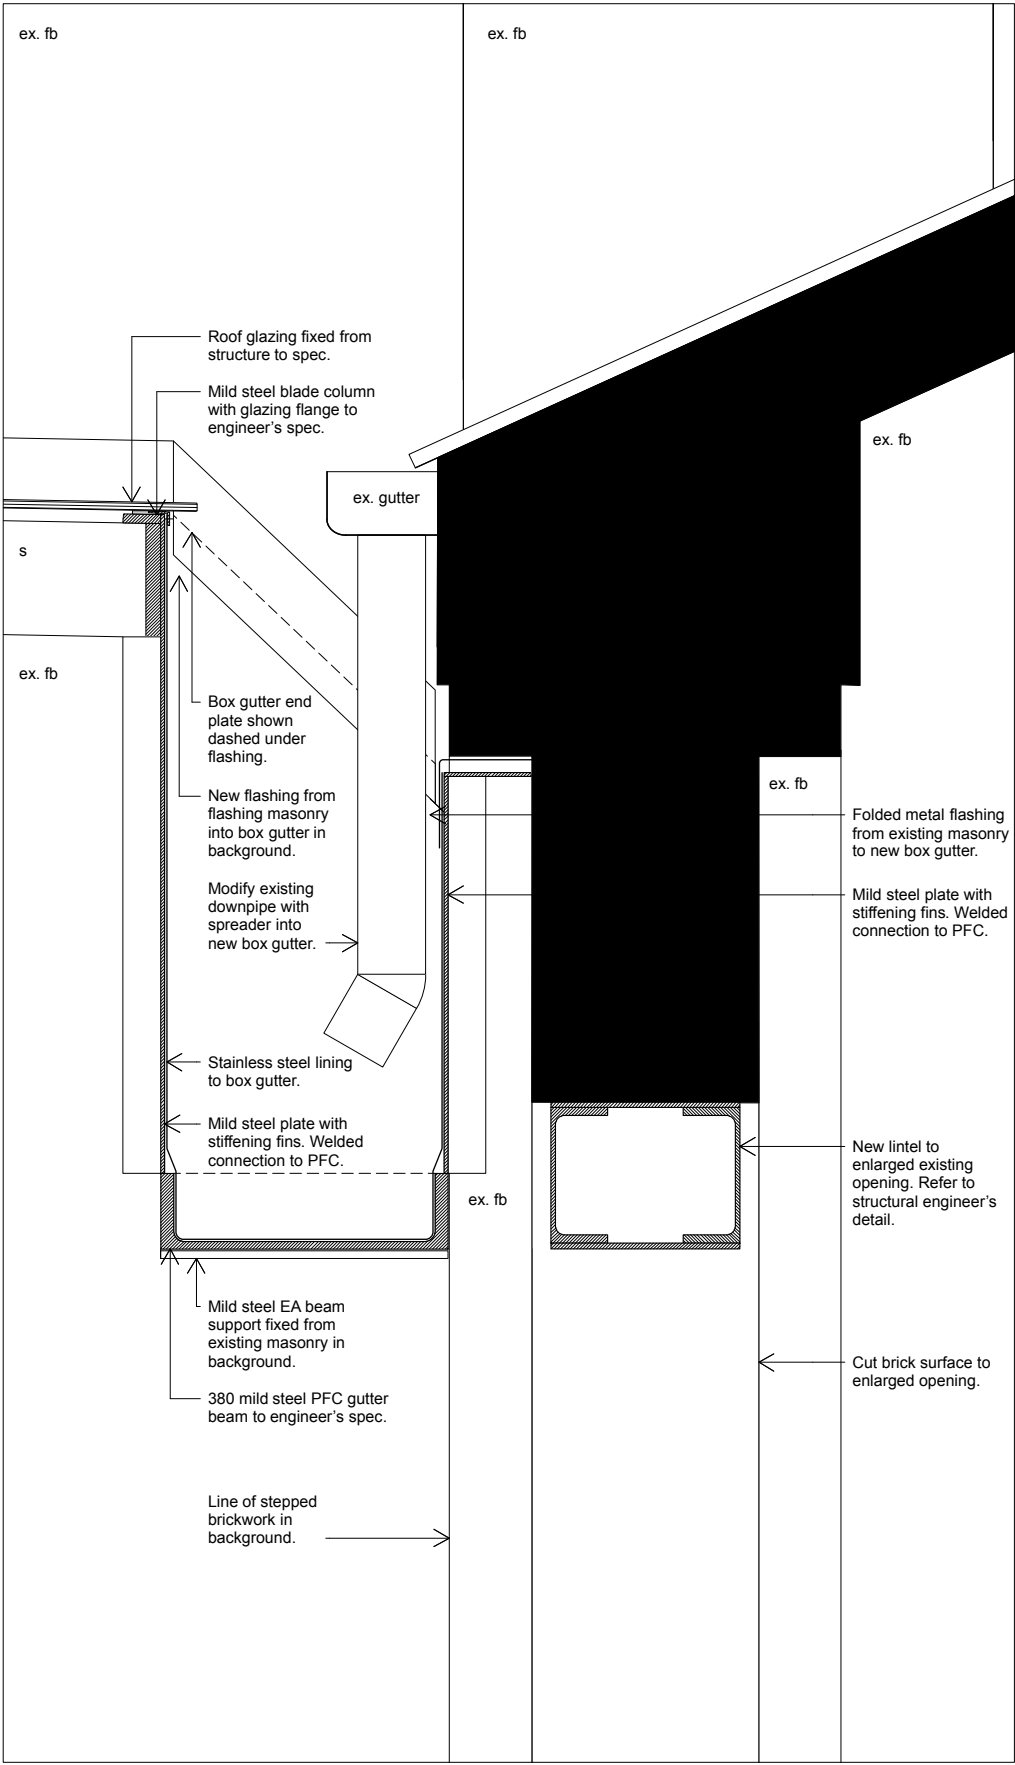 ex. fb
ex. fb
Roof glazing fixed from
structure to spec.
Mild steel blade column
with glazing flange to
engineer's spec.
ex. fb
ex. gutter
s
ex. fb
Box gutter end
plate shown
dashed under
flashing.
ex. fb
New flashing from
flashing masonry
into box gutter in
background.
Folded metal flashing
from existing masonry
to new box gutter.
Modify existing
downpipe with
spreader into
new box gutter.
Mild steel plate with
stiffening fins. Welded
connection to PFC.
Stainless steel lining
to box gutter.
Mild steel plate with
stiffening fins. Welded
connection to PFC.
New lintel to
enlarged existing
opening. Refer to
structural engineer's
detail.
ex. fb
Mild steel EA beam
support fixed from
existing masonry in
background.
Cut brick surface to
enlarged opening.
380 mild steel PFC gutter
beam to engineer's spec.
Line of stepped
brickwork in
background.